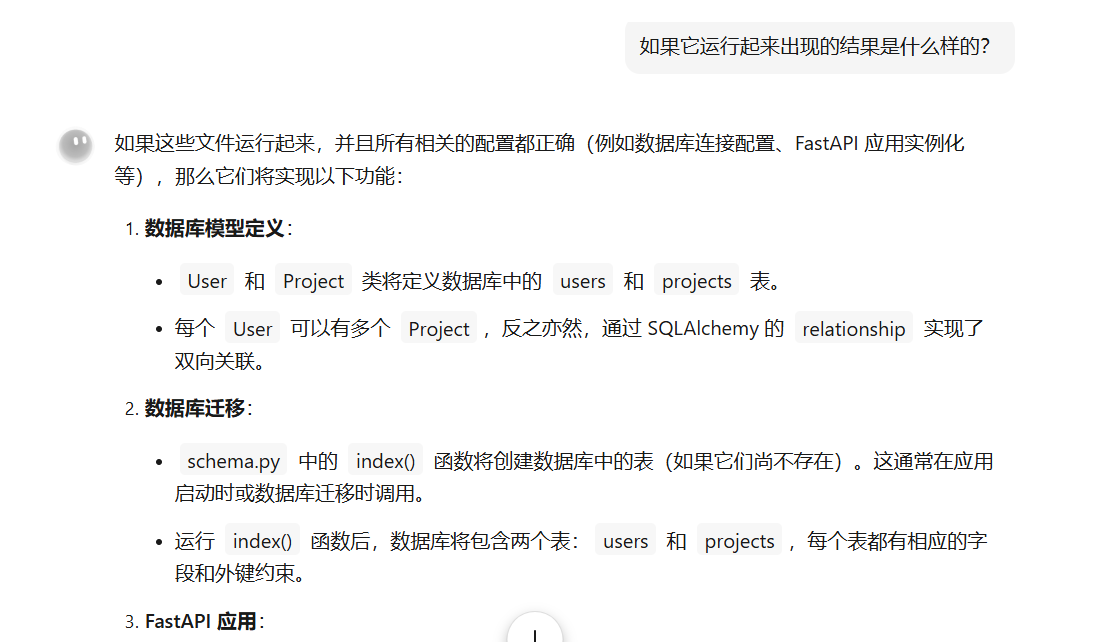 如果它运行起来出现的结果是什么样的？
如果这些文件运行起来，并且所有相关的配置都正确（例如数据库连接配置、FastAPI 应用实例化
等），那么它们将实现以下功能：
1. 数据库模型定义：
• User 和 Project 类将定义数据库中的 users 和 projects 表。
• 每个 User 可以有多个 Project ，反之亦然，通过 SQLAlchemy 的 relationship 实现了
双向关联。
2. 数据库迁移：
• schema.py 中的 index() 函数将创建数据库中的表（如果它们尚不存在）。这通常在应用
启动时或数据库迁移时调用。
• 运行 index() 函数后，数据库将包含两个表： users 和 projects ，每个表都有相应的字
段和外键约束。
3. FastAPI 应用：